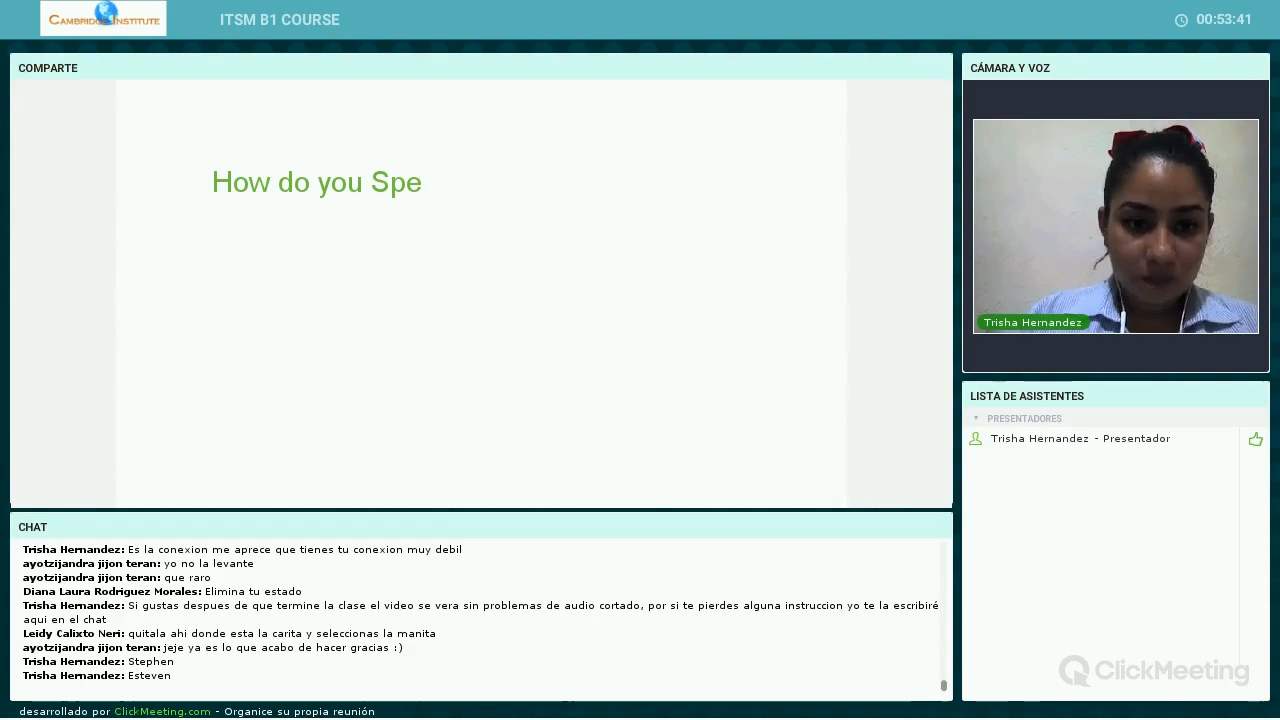 CAMBRIDGE INSTITUTE
ITSM B1 COURSE
00:53:41
COMPARTE
How do you Spe
CÁMARA Y VOZ
Trisha Hernandez
LISTA DE ASISTENTES
PRESENTADORES
Trisha Hernandez - Presentador
ClickMeeting
CHAT
Trisha Hernandez: Es la conexion me aprece que tienes tu conexion muy debil
ayotzijandra jijon teran: yo no la levante
ayotzijandra jijon teran: que raro
Diana Laura Rodriguez Morales: Elimina tu estado
Trisha Hernandez: Si gustas despues de que termine la clase el video se vera sin problemas de audio cortado, por si te pierdes alguna instruccion yo te la escribiré
aqui en el chat
Leidy Calixto Neri: quitala ahi donde esta la carita y seleccionas la manita
ayotzijandra jijon teran: jeje ya es lo que acabo de hacer gracias :)
Trisha Hernandez: Stephen
Trisha Hernandez: Esteven
desarrollado por ClickMeeting.com - Organice su propia reunión